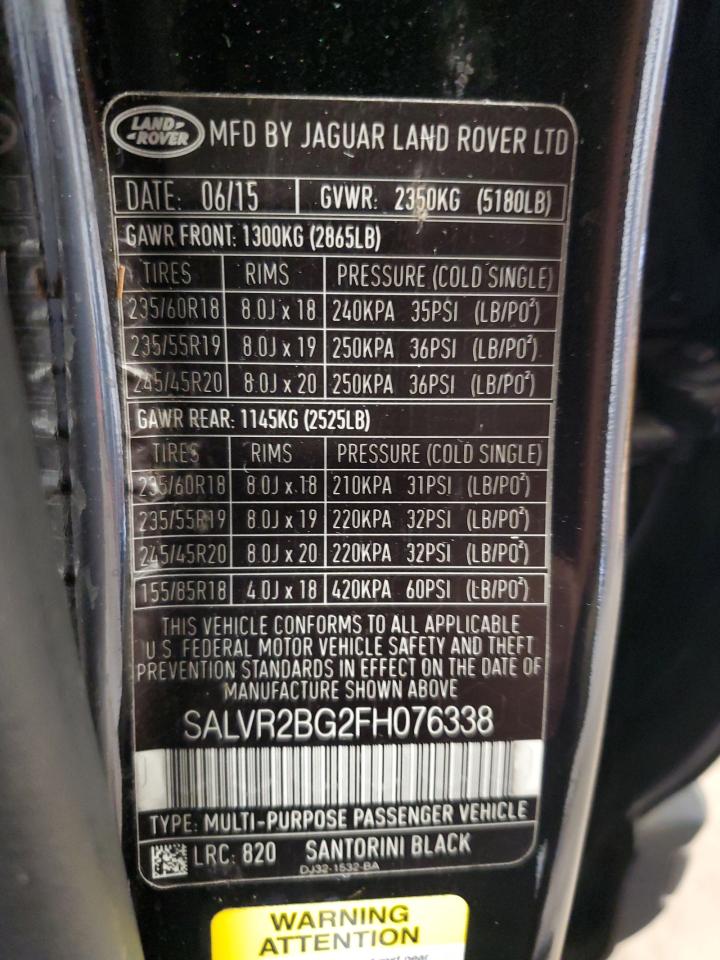 LAND ROVER MFD BY JAGUAR LAND ROVER LTD
DATE: 06/15 GVWR: 2350KG (5180LB)
GAWR FRONT: 1300KG (2865LB)
TIRES RIMS PRESSURE (COLD SINGLE)
235/60R18 8.0J x 18 240KPA 35PSI (LB/PO²)
235/55R19 8.0J x 19 250KPA 36PSI (LB/PO²)
245/45R20 8.0J x 20 250KPA 36PSI (LB/PO²)
GAWR REAR: 1145KG (2525LB)
TIRES RIMS PRESSURE (COLD SINGLE)
235/60R18 8.0J x 18 210KPA 31PSI (LB/PO²)
235/55R19 8.0J x 19 220KPA 32PSI (LB/PO²)
245/45R20 8.0J x 20 220KPA 32PSI (LB/PO²)
155/85R18 4.0J x 18 420KPA 60PSI (LB/PO²)
THIS VEHICLE CONFORMS TO ALL APPLICABLE
U.S. FEDERAL MOTOR VEHICLE SAFETY AND THEFT
PREVENTION STANDARDS IN EFFECT ON THE DATE OF
MANUFACTURE SHOWN ABOVE
SALVR2BG2FH076338
TYPE: MULTI-PURPOSE PASSENGER VEHICLE
LRC: 820 SANTORINI BLACK
DJ32-1532-BA
WARNING
ATTENTION